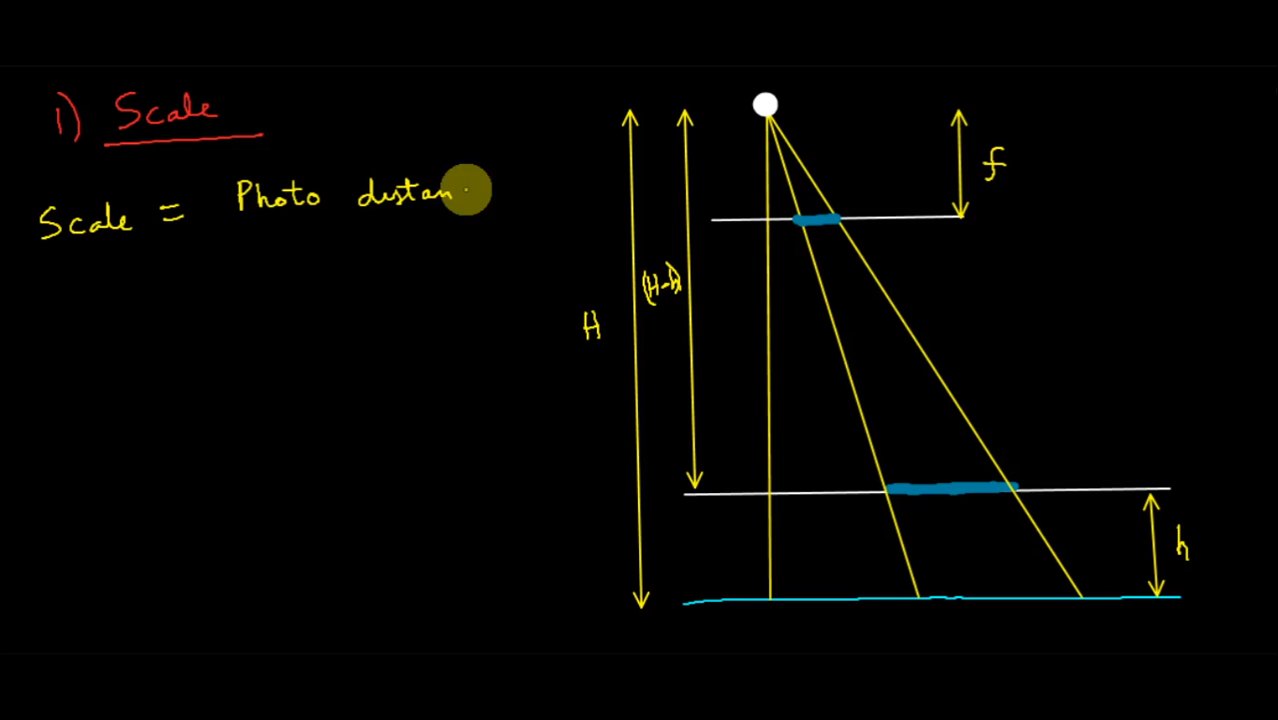 1) Scale
Scale = Photo distan
f
(H-h)
H
h